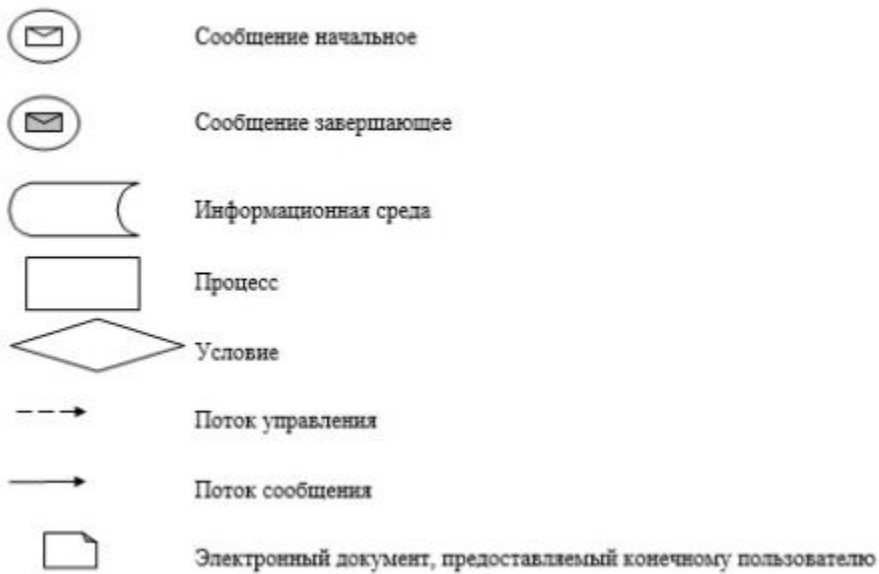 Сообщение начальное
Сообщение завершающее
Информационная среда
Процесс
Условие
Поток управления
Поток сообщения
Электронный документ, предоставляемый конечному пользователю